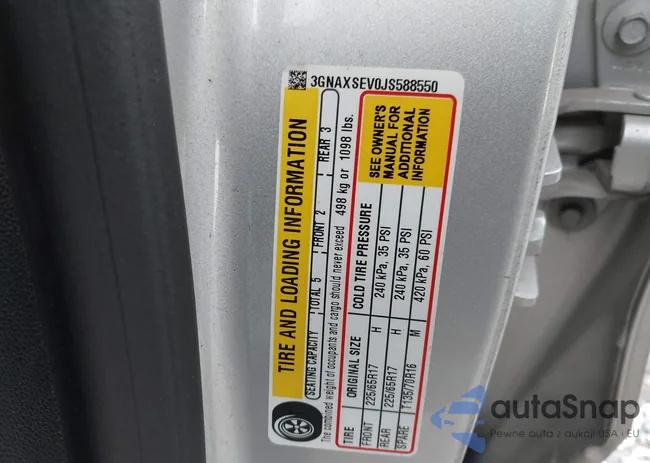 3GNAXSEV0JS588550
TIRE AND LOADING INFORMATION
SEATING CAPACITY TOTAL 5 FRONT 2 REAR 3
The combined weight of occupants and cargo should never exceed 498 kg or 1098 lbs.
TIRE ORIGINAL SIZE COLD TIRE PRESSURE
FRONT 225/65R17 H 240 kPa, 35 PSI
REAR 225/65R17 H 240 kPa, 35 PSI
SPARE T135/70R16 M 420 kPa, 60 PSI
SEE OWNER'S
MANUAL FOR
ADDITIONAL
INFORMATION
autaSnap
Pewne auta z aukcji USA i EU